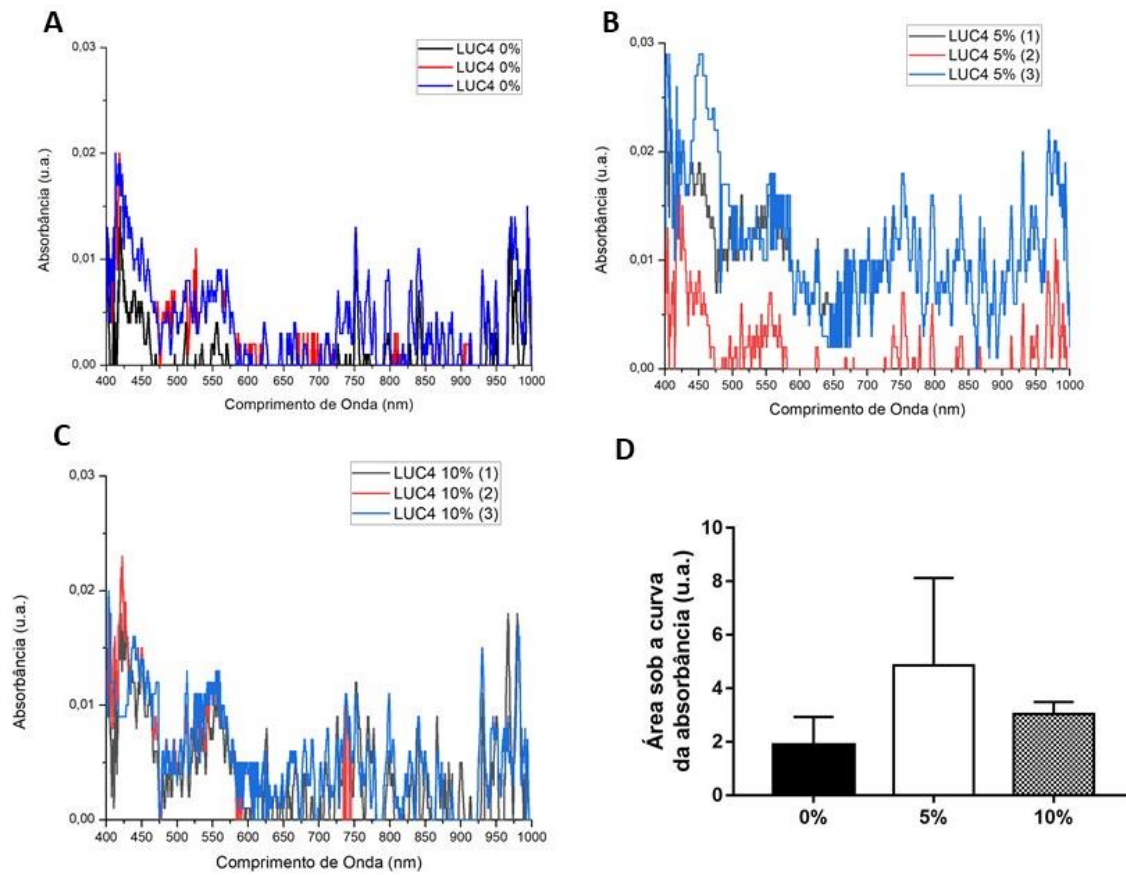 A
0,03
0,02
0,01
0,00
Absorbância (u.a.)
LUC4 0%
LUC4 0%
LUC4 0%
400 450 500 550 600 650 700 750 800 850 900 950 1000
Comprimento de Onda (nm)
B
0,03
0,02
0,01
0,00
Absorbância (u.a.)
LUC4 5% (1)
LUC4 5% (2)
LUC4 5% (3)
400 450 500 550 600 650 700 750 800 850 900 950 1000
Comprimento de Onda (nm)
C
0,03
0,02
0,01
0,00
Absorbância (u.a.)
LUC4 10% (1)
LUC4 10% (2)
LUC4 10% (3)
400 450 500 550 600 650 700 750 800 850 900 950 1000
Comprimento de Onda (nm)
D
Área sob a curva
da absorbância (u.a.)
10
8
6
4
2
0
0% 5% 10%